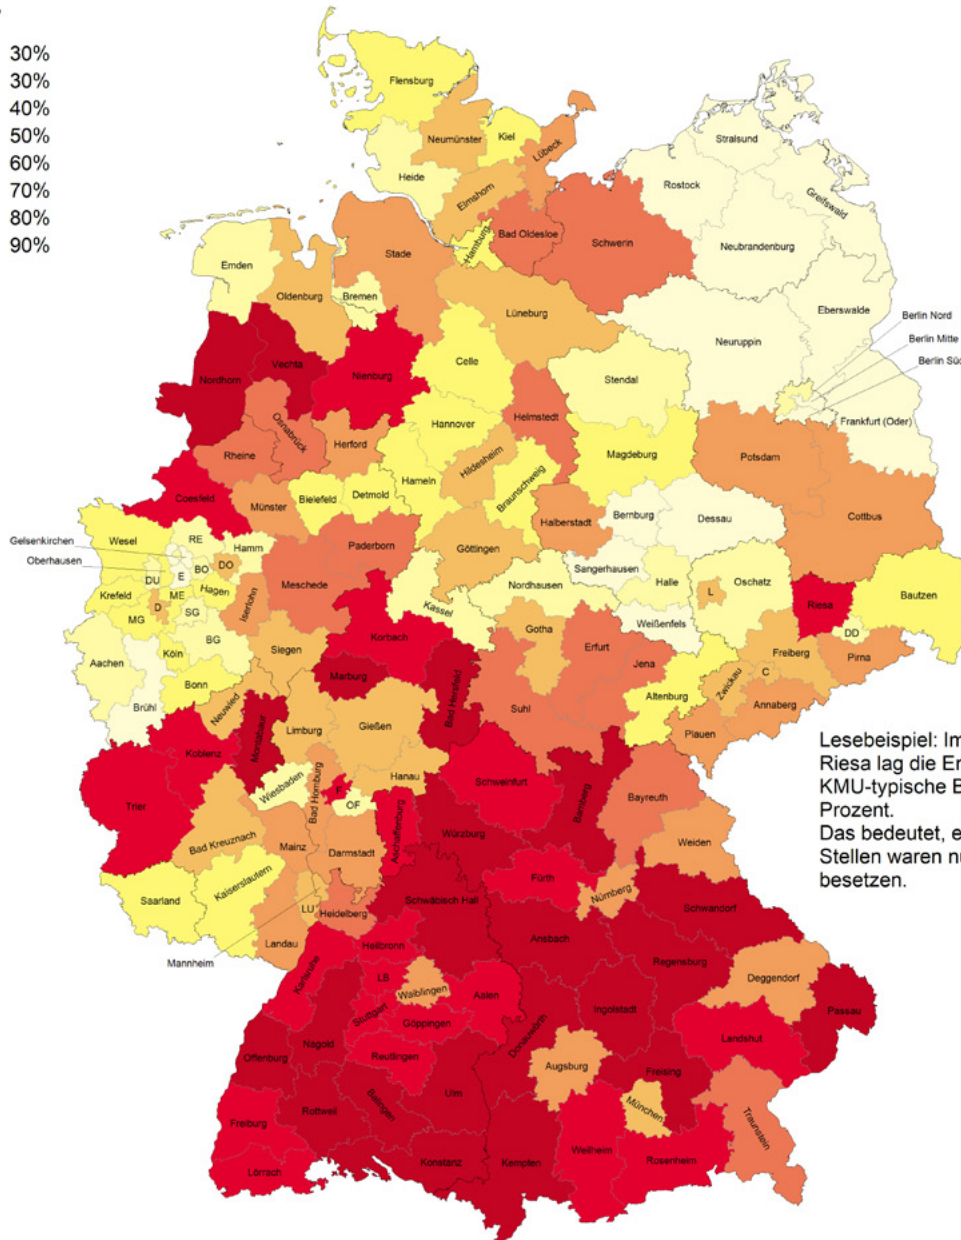 30%
30%
40%
50%
60%
70%
80%
90%
Flensburg
Neumünster
Kiel
Lübeck
Heide
Elmshorn
Hamburg
Bad Oldesloe
Schwerin
Stralsund
Rostock
Greifswald
Neubrandenburg
Emden
Oldenburg
Bremen
Stade
Lüneburg
Eberswalde
Neuruppin
Berlin Nord
Berlin Mitte
Berlin Süd
Frankfurt (Oder)
Nordhorn
Vechta
Nienburg
Celle
Stendal
Osnabrück
Rheine
Herford
Hannover
Helmstedt
Hildesheim
Braunschweig
Magdeburg
Potsdam
Cottbus
Coesfeld
Münster
Bielefeld
Detmold
Hameln
Halberstadt
Bernburg
Dessau
Gelsenkirchen
Oberhausen
Wesel
RE
Hamm
BO
DO
E
DU
Paderborn
Göttingen
Sangerhausen
Nordhausen
Halle
Oschatz
L
Riesa
Bautzen
Krefeld
D
ME
Hagen
Iserlohn
Meschede
MG
SG
BG
Kassel
Weißenfels
DD
Aachen
Köln
Siegen
Korbach
Gotha
Erfurt
Jena
Altenburg
Zwickau
C
Freiberg
Pirna
Bonn
Brühl
Marburg
Bad Hersfeld
Suhl
Annaberg
Plauen
Neuwied
Montabaur
Limburg
Gießen
Koblenz
Trier
Wiesbaden
Bad Homburg
F
OF
Hanau
Schweinfurt
Bamberg
Bayreuth
Lesebeispiel: Im
Riesa lag die Er
KMU-typische B
Prozent.
Das bedeutet, e
Stellen waren nu
besetzen.
Bad Kreuznach
Mainz
Darmstadt
Aschaffenburg
Würzburg
Weiden
Saarland
Kaiserslautern
LU
Heidelberg
Schwäbisch Hall
Fürth
Nürnberg
Schwandorf
Landau
Mannheim
Ansbach
Regensburg
Karlsruhe
Heilbronn
LB
Waiblingen
Aalen
Stuttgart
Göppingen
Donauwörth
Ingolstadt
Deggendorf
Passau
Nagold
Offenburg
Reutlingen
Landshut
Augsburg
Freising
Ulm
Rottweil
Balingen
München
Traunstein
Freiburg
Lörrach
Konstanz
Kempten
Weilheim
Rosenheim